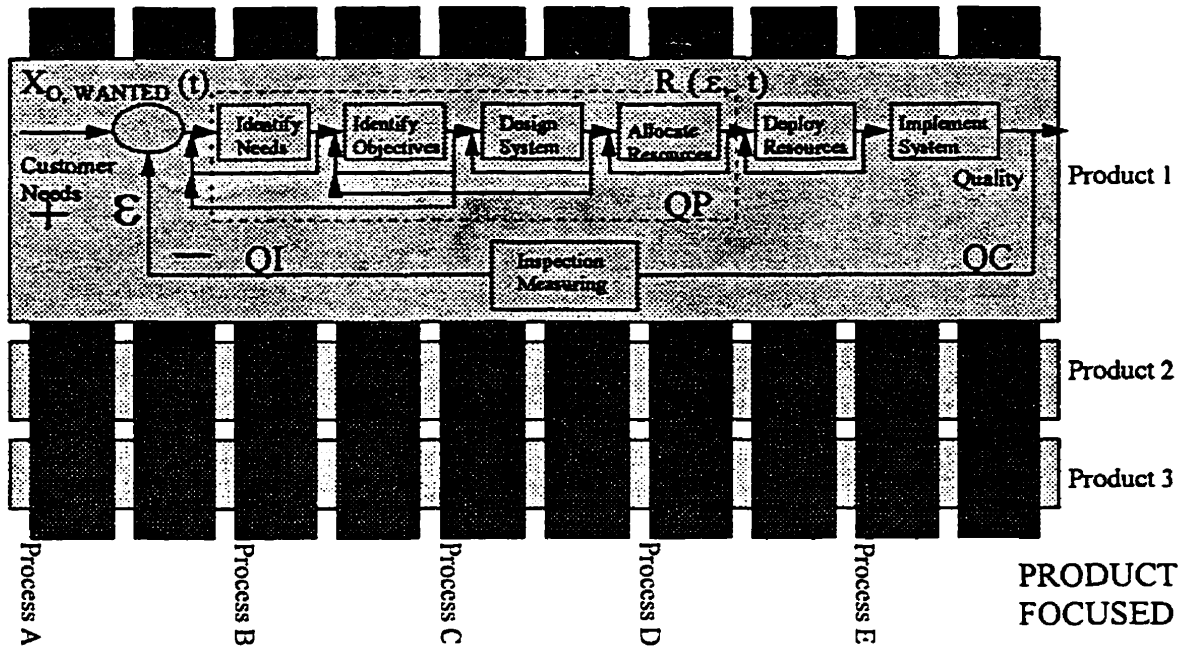 X O, WANTED (t)
R (ε, t)
Identify
Needs
Identify
Objectives
Design
System
Allocate
Resources
Deploy
Resources
Implement
System
Customer
Needs
+
ε
Quality
QP
—
QI
Inspection
Measuring
QC
Product 1
Product 2
Product 3
Process A
Process B
Process C
Process D
Process E
PRODUCT
FOCUSED